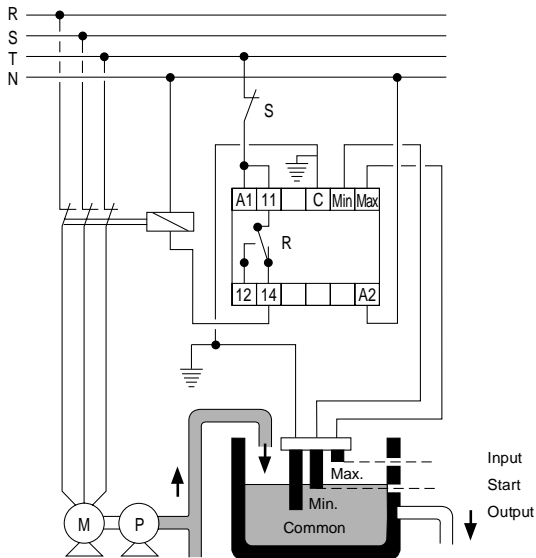 R
S
T
N
S
A1 11 C Min Max
R
12 14 A2
Input
Max.
Start
Min.
Output
M P Common